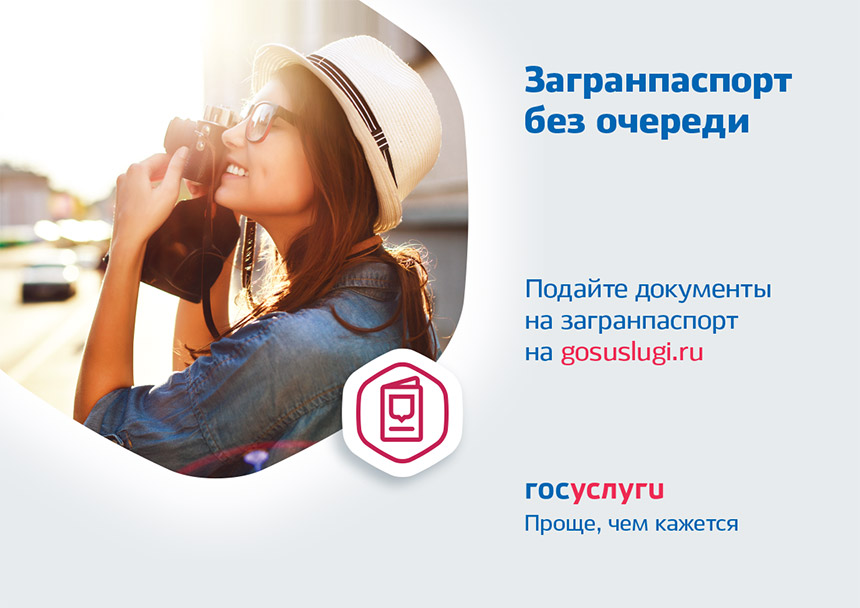 Загранпаспорт
без очереди
Подайте документы
на загранпаспорт
на gosuslugi.ru
госуслуги
Проще, чем кажется